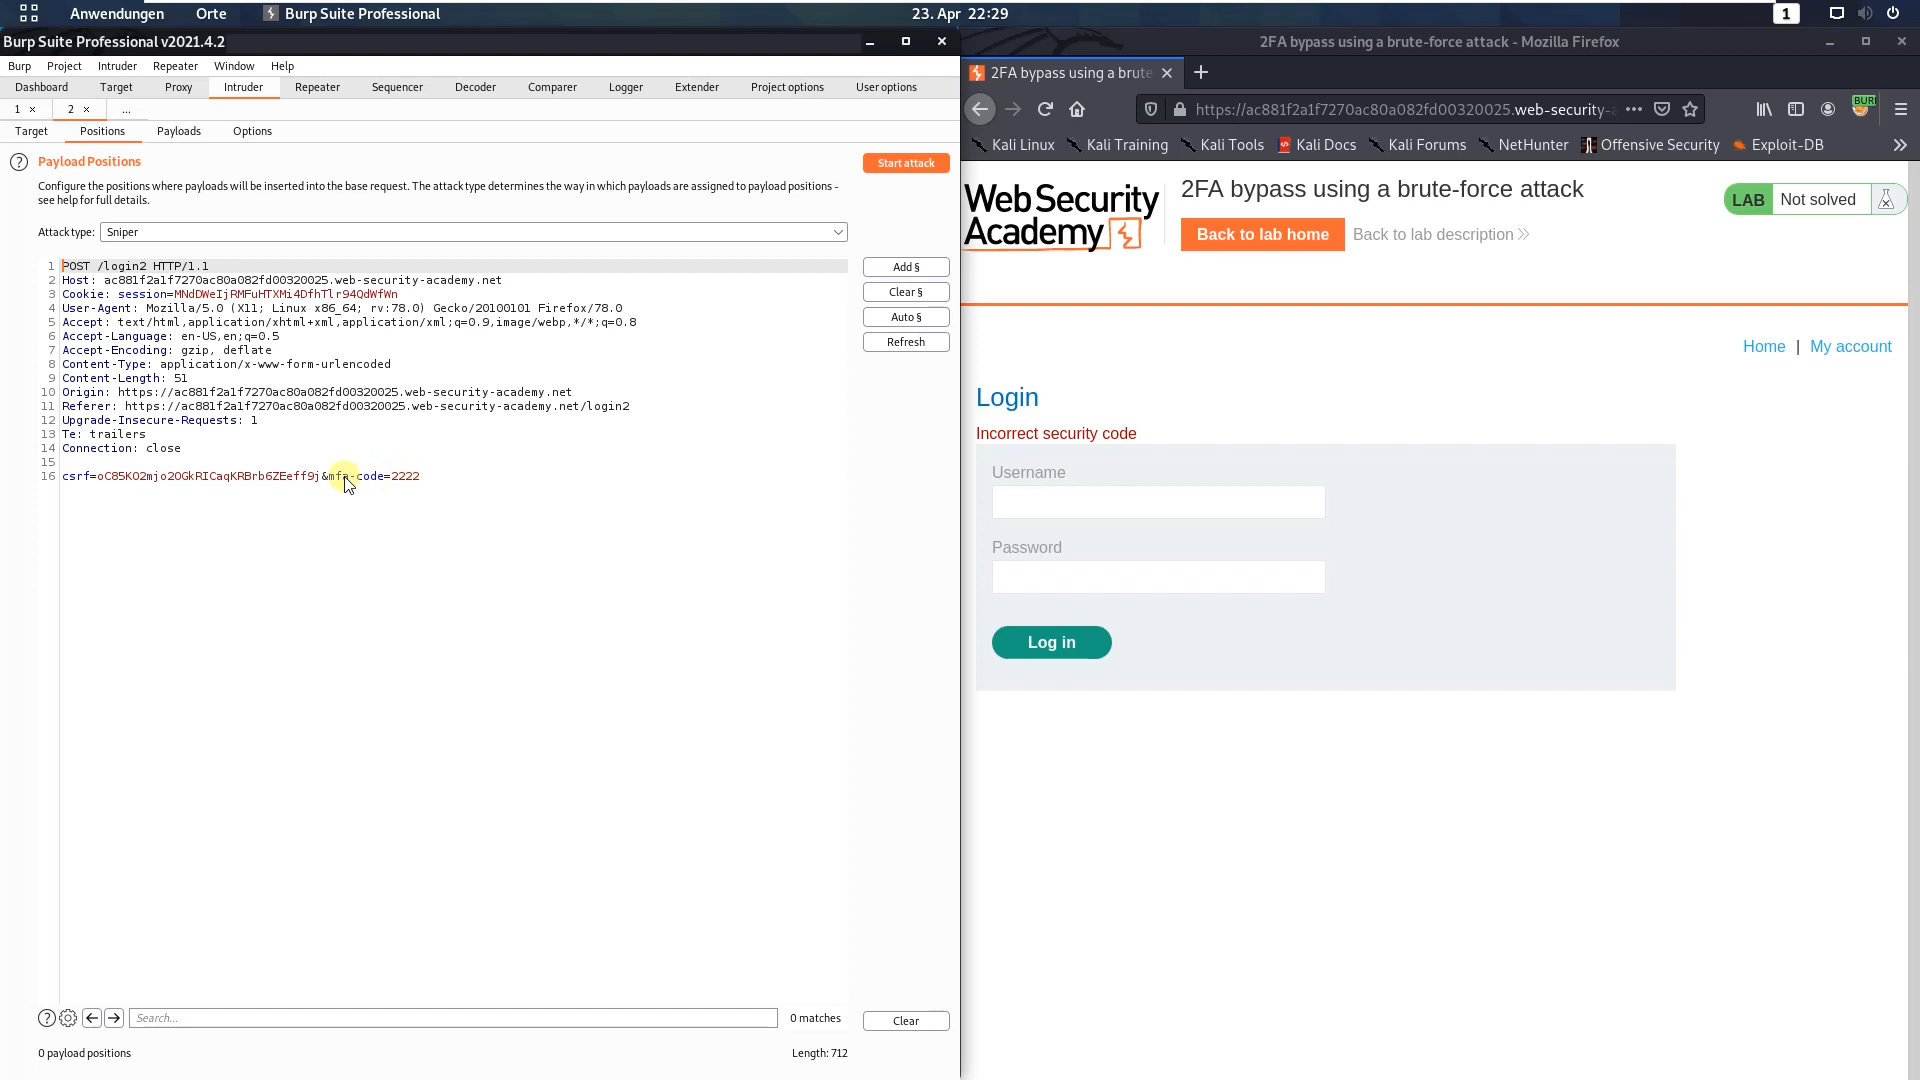 Anwendungen Orte Burp Suite Professional 23. Apr 22:29 1
Burp Suite Professional v2021.4.2
Burp Project Intruder Repeater Window Help
Dashboard Target Proxy Intruder Repeater Sequencer Decoder Comparer Logger Extender Project options User options
1 × 2 × ...
Target Positions Payloads Options
? Payload Positions
Start attack
Configure the positions where payloads will be inserted into the base request. The attack type determines the way in which payloads are assigned to payload positions -
see help for full details.
Attack type: Sniper
1 POST /login2 HTTP/1.1
2 Host: ac881f2a1f7270ac80a082fd00320025.web-security-academy.net
3 Cookie: session=MNdDWeIjRMFuHTXMi4DfhTlr94QdWfWn
4 User-Agent: Mozilla/5.0 (X11; Linux x86_64; rv:78.0) Gecko/20100101 Firefox/78.0
5 Accept: text/html,application/xhtml+xml,application/xml;q=0.9,image/webp,*/*;q=0.8
6 Accept-Language: en-US,en;q=0.5
7 Accept-Encoding: gzip, deflate
8 Content-Type: application/x-www-form-urlencoded
9 Content-Length: 51
10 Origin: https://ac881f2a1f7270ac80a082fd00320025.web-security-academy.net
11 Referer: https://ac881f2a1f7270ac80a082fd00320025.web-security-academy.net/login2
12 Upgrade-Insecure-Requests: 1
13 Te: trailers
14 Connection: close
15
16 csrf=oC85KO2mjo2OGkRICaqKRBrb6ZEeff9j&mfa-code=2222
Add §
Clear §
Auto §
Refresh
? Search... 0 matches Clear
0 payload positions Length: 712
2FA bypass using a brute-force attack - Mozilla Firefox
2FA bypass using a brute
https://ac881f2a1f7270ac80a082fd00320025.web-security-a
BURP
Kali Linux Kali Training Kali Tools Kali Docs Kali Forums NetHunter Offensive Security Exploit-DB
Web Security
Academy
2FA bypass using a brute-force attack
Back to lab home Back to lab description
LAB Not solved
Home | My account
Login
Incorrect security code
Username
Password
Log in